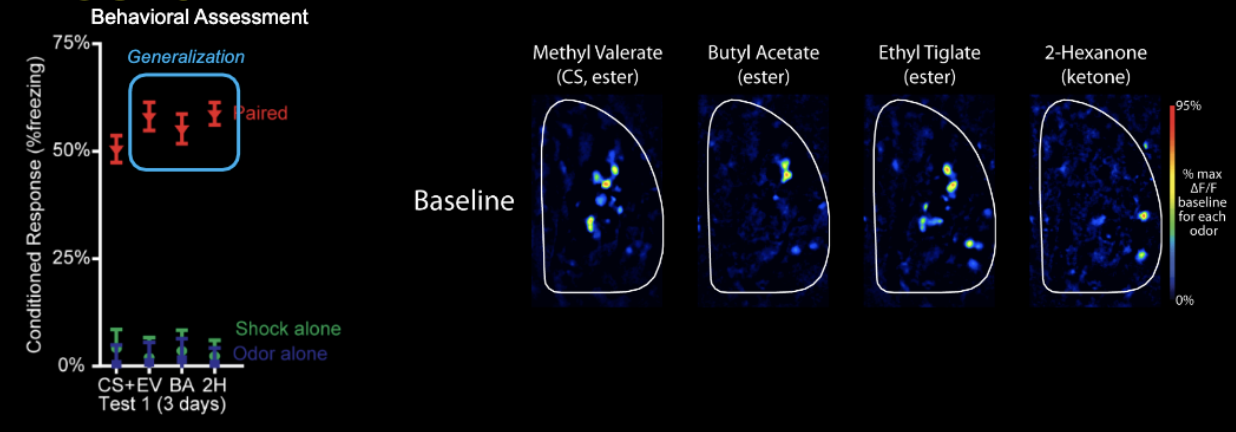 Behavioral Assessment
Conditioned Response (%freezing)
75%
50%
25%
0%
Generalization
Paired
Shock alone
Odor alone
CS+ EV BA 2H
Test 1 (3 days)
Baseline
Methyl Valerate
(CS, ester)
Butyl Acetate
(ester)
Ethyl Tiglate
(ester)
2-Hexanone
(ketone)
95%
% max
ΔF/F
baseline
for each
odor
0%